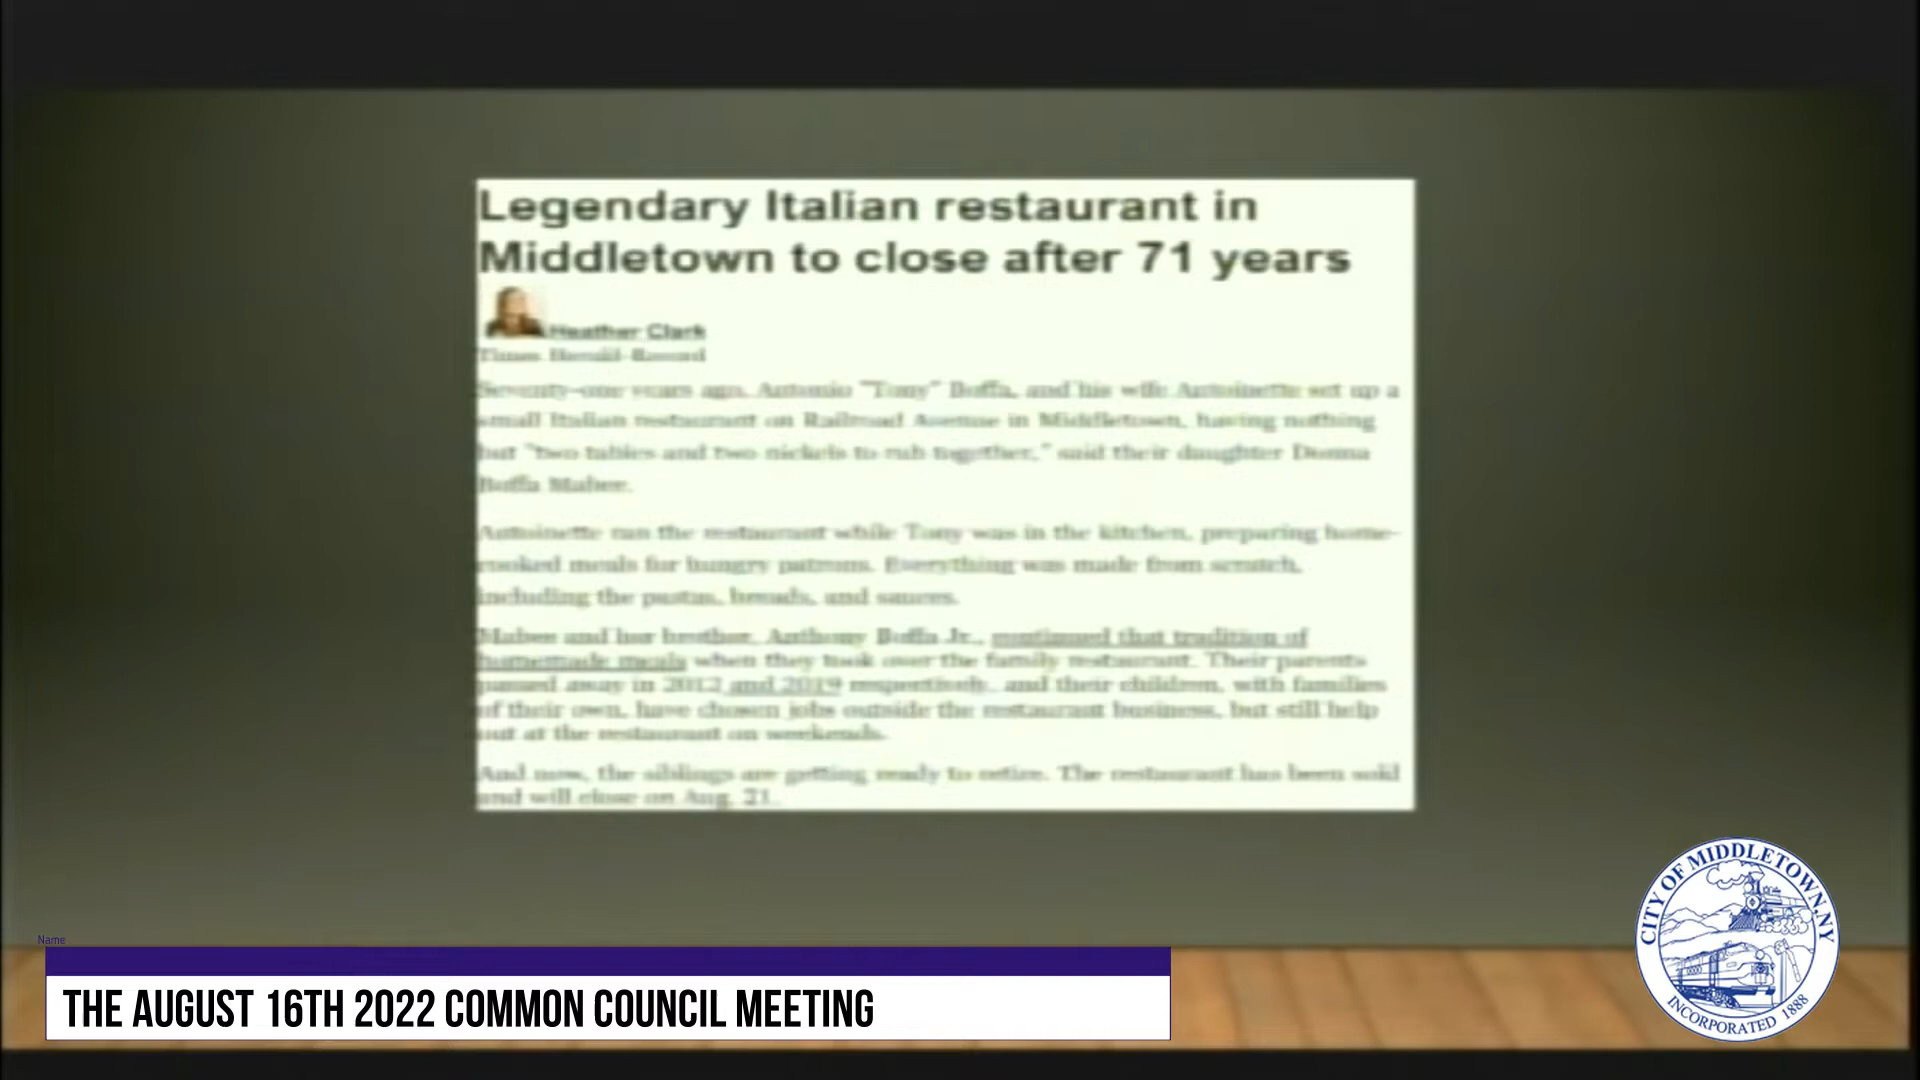 Legendary Italian restaurant in
Middletown to close after 71 years
Heather Clark
Times Herald-Record
Seventy-one years ago, Antonio "Tony" Boffa, and his wife Antoinette set up a
small Italian restaurant on Railroad Avenue in Middletown, having nothing
but "two tables and two nickels to rub together," said their daughter Donna
Boffa Mabee.
Antoinette ran the restaurant while Tony was in the kitchen, preparing home-
cooked meals for hungry patrons. Everything was made from scratch,
including the pastas, breads, and sauces.
Mabee and her brother, Anthony Boffa Jr., continued that tradition of
homemade meals when they took over the family restaurant. Their parents
passed away in 2012 and 2019 respectively, and their children, with families
of their own, have chosen jobs outside the restaurant business, but still help
out at the restaurant on weekends.
And now, the siblings are getting ready to retire. The restaurant has been sold
and will close on Aug. 21.
Name
THE AUGUST 16TH 2022 COMMON COUNCIL MEETING
CITY OF MIDDLETOWN, NY
INCORPORATED 1888